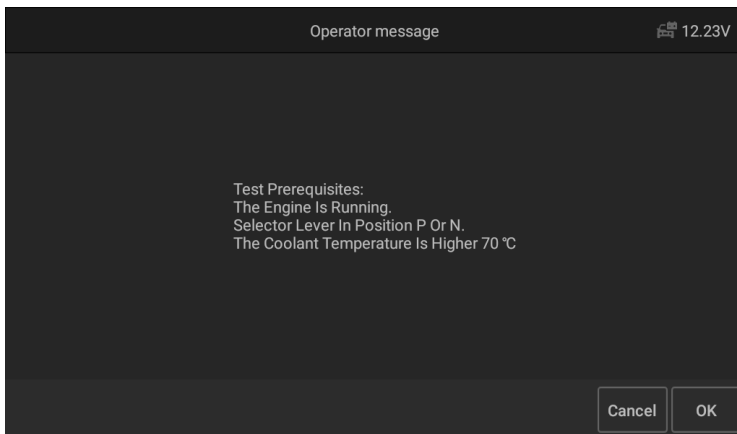 Operator message
12.23V
Test Prerequisites:
The Engine Is Running.
Selector Lever In Position P Or N.
The Coolant Temperature Is Higher 70 ℃
Cancel
OK